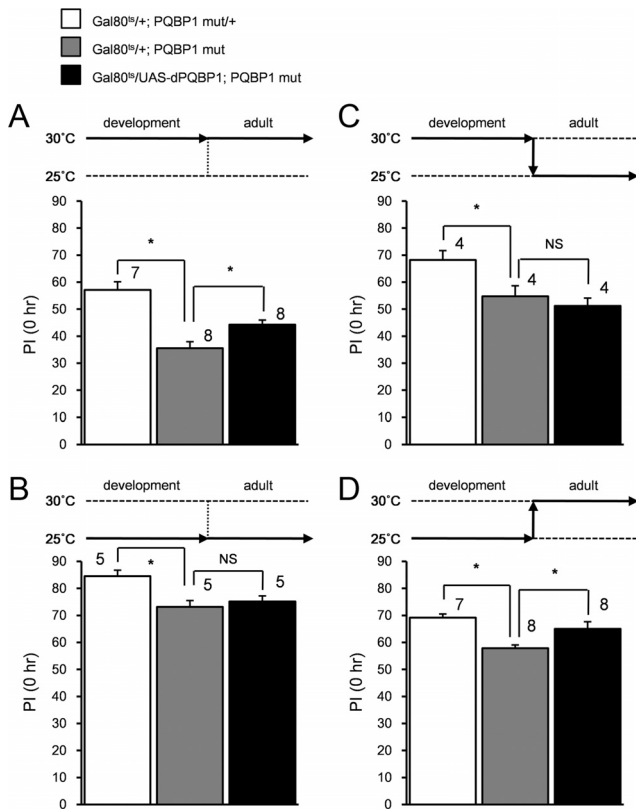 Gal80ts/+; PQBP1 mut/+
Gal80ts/+; PQBP1 mut
Gal80ts/UAS-dPQBP1; PQBP1 mut
A
development adult
30˚C
25˚C
90
80
70
60
50
40
30
20
10
0
PI (0 hr)
*
*
7
8
8
C
development adult
30˚C
25˚C
90
80
70
60
50
40
30
20
10
0
PI (0 hr)
*
NS
4
4
4
B
development adult
30˚C
25˚C
90
80
70
60
50
40
30
20
10
0
PI (0 hr)
*
NS
5
5
5
D
development adult
30˚C
25˚C
90
80
70
60
50
40
30
20
10
0
PI (0 hr)
*
*
7
8
8